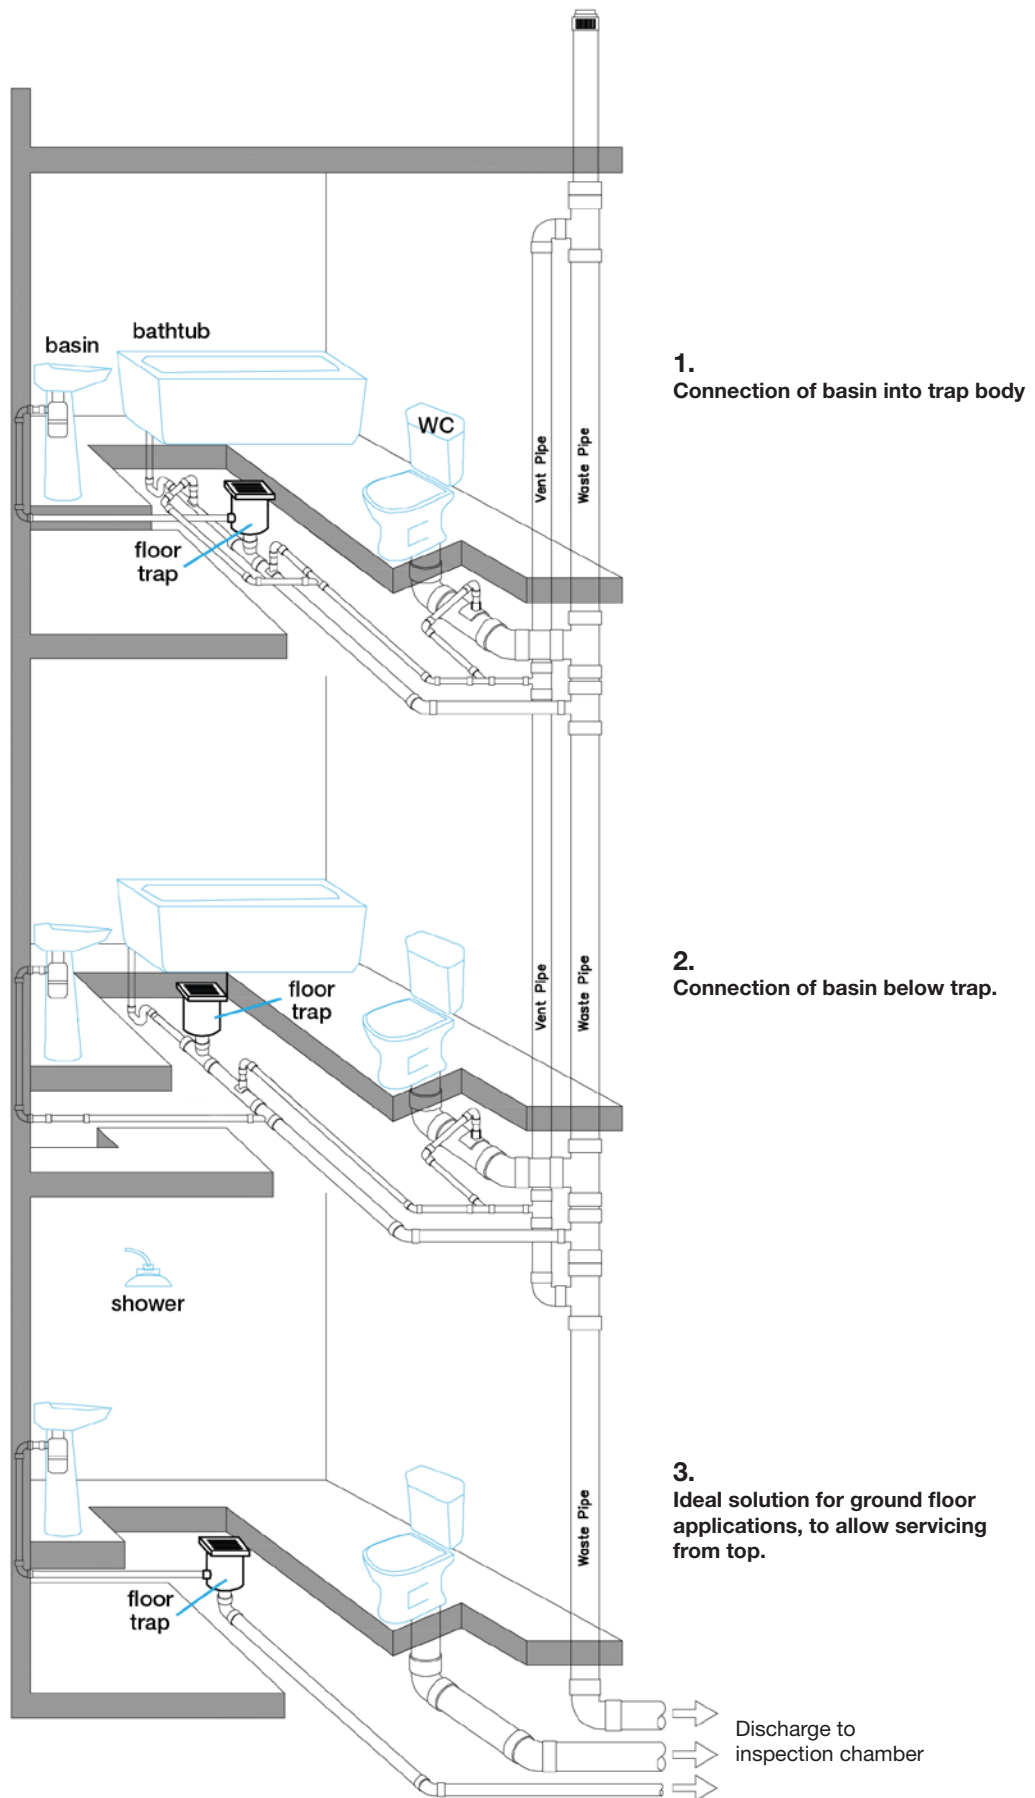 basin
bathtub
WC
Vent Pipe
Waste Pipe
1.
Connection of basin into trap body
floor
trap
floor
trap
Vent Pipe
Waste Pipe
2.
Connection of basin below trap.
shower
Waste Pipe
3.
Ideal solution for ground floor
applications, to allow servicing
from top.
floor
trap
Discharge to
inspection chamber